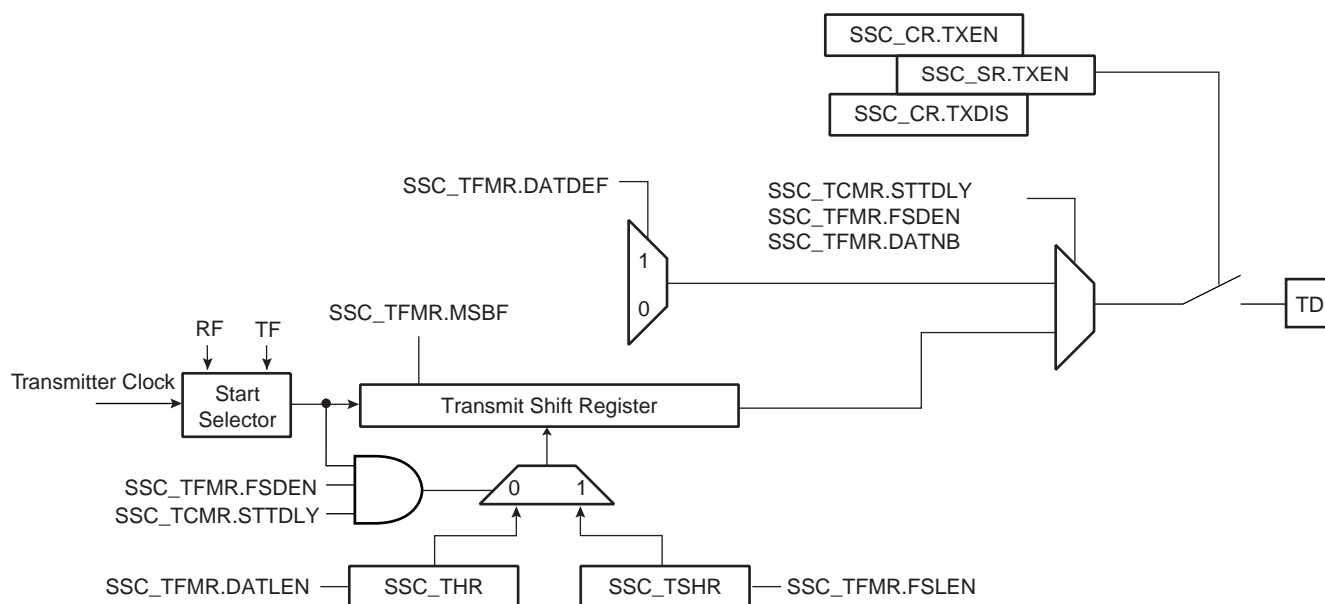 SSC_CR.TXEN
SSC_SR.TXEN
SSC_CR.TXDIS
SSC_TFMR.DATDEF
SSC_TCMR.STTDLY
SSC_TFMR.FSDEN
SSC_TFMR.DATNB
1
0
TD
SSC_TFMR.MSBF
RF
TF
Transmitter Clock
Start
Selector
Transmit Shift Register
SSC_TFMR.FSDEN
SSC_TCMR.STTDLY
0
1
SSC_TFMR.DATLEN
SSC_THR
SSC_TSHR
SSC_TFMR.FSLEN